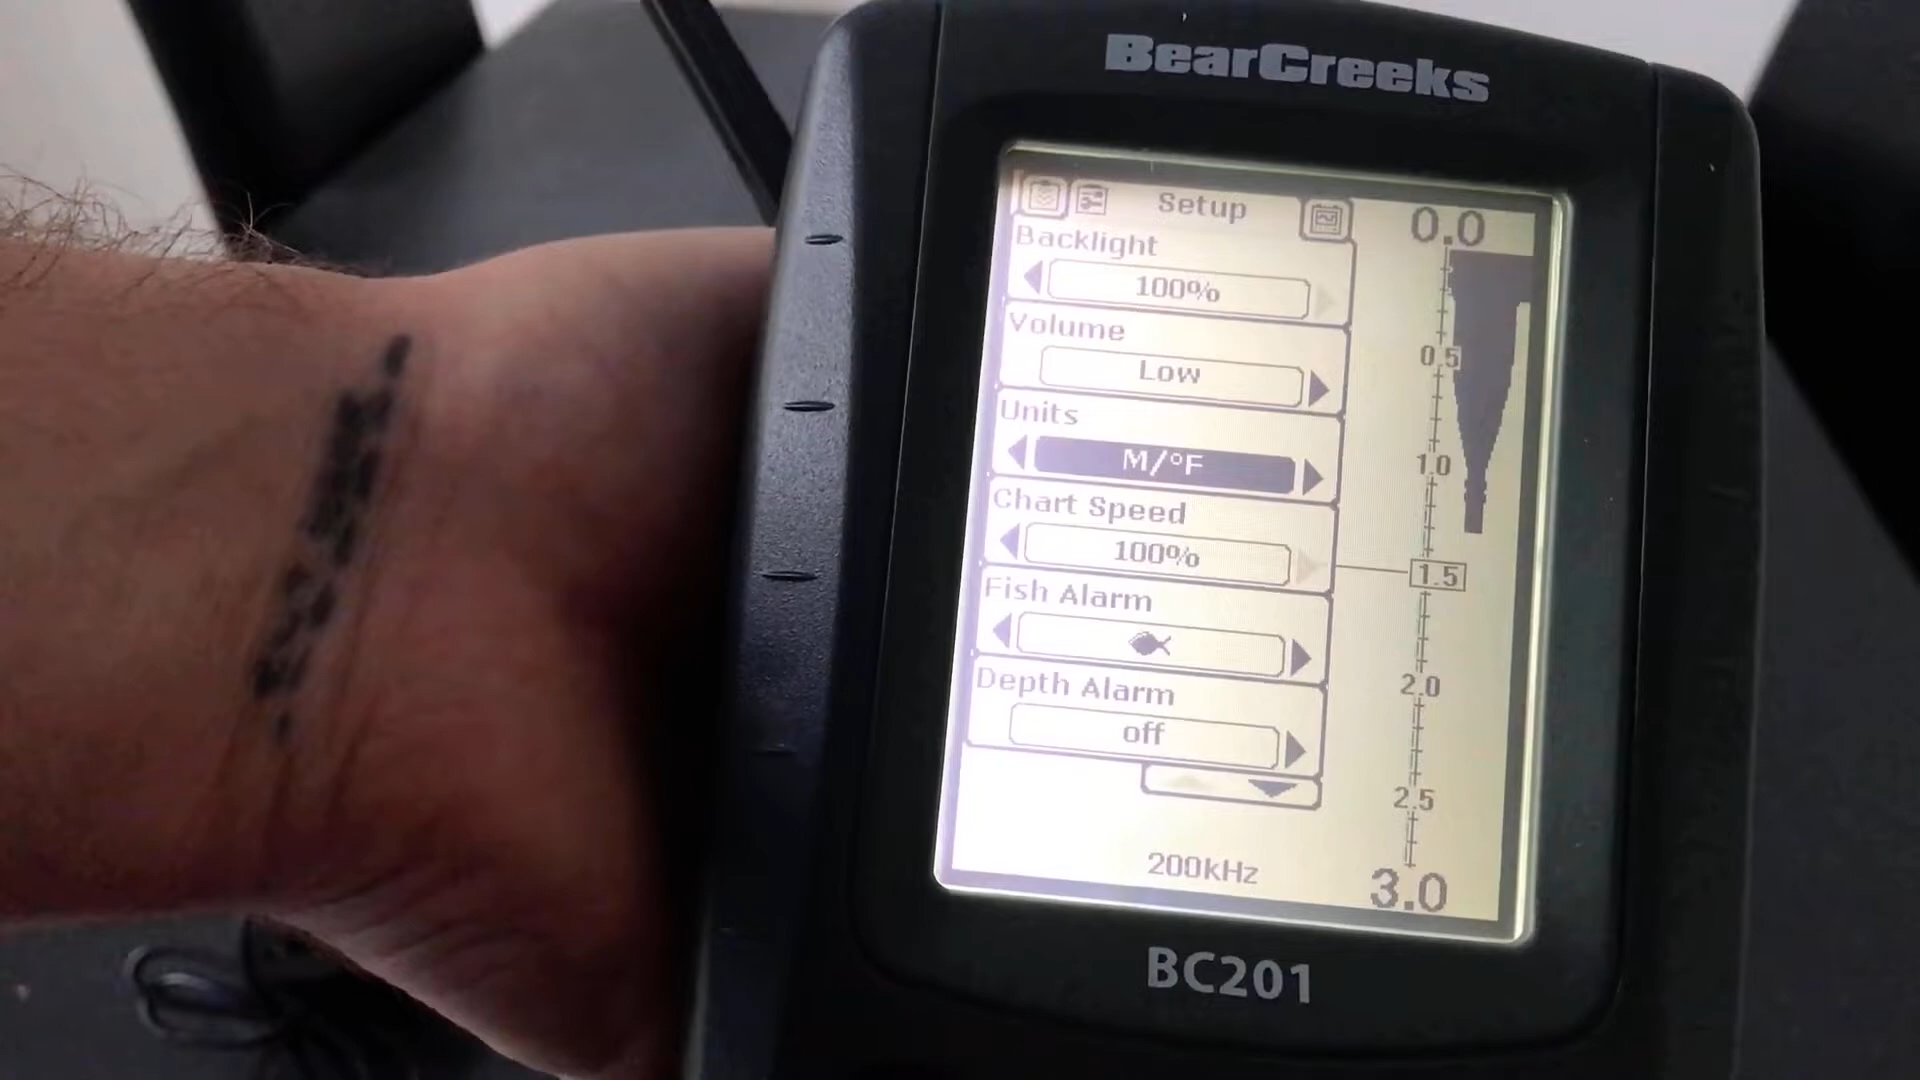 BearCreeks
Setup
Backlight
100%
Volume
Low
Units
M/°F
Chart Speed
100%
Fish Alarm
Depth Alarm
off
200kHz
0.0
0.5
1.0
1.5
2.0
2.5
3.0
BC201